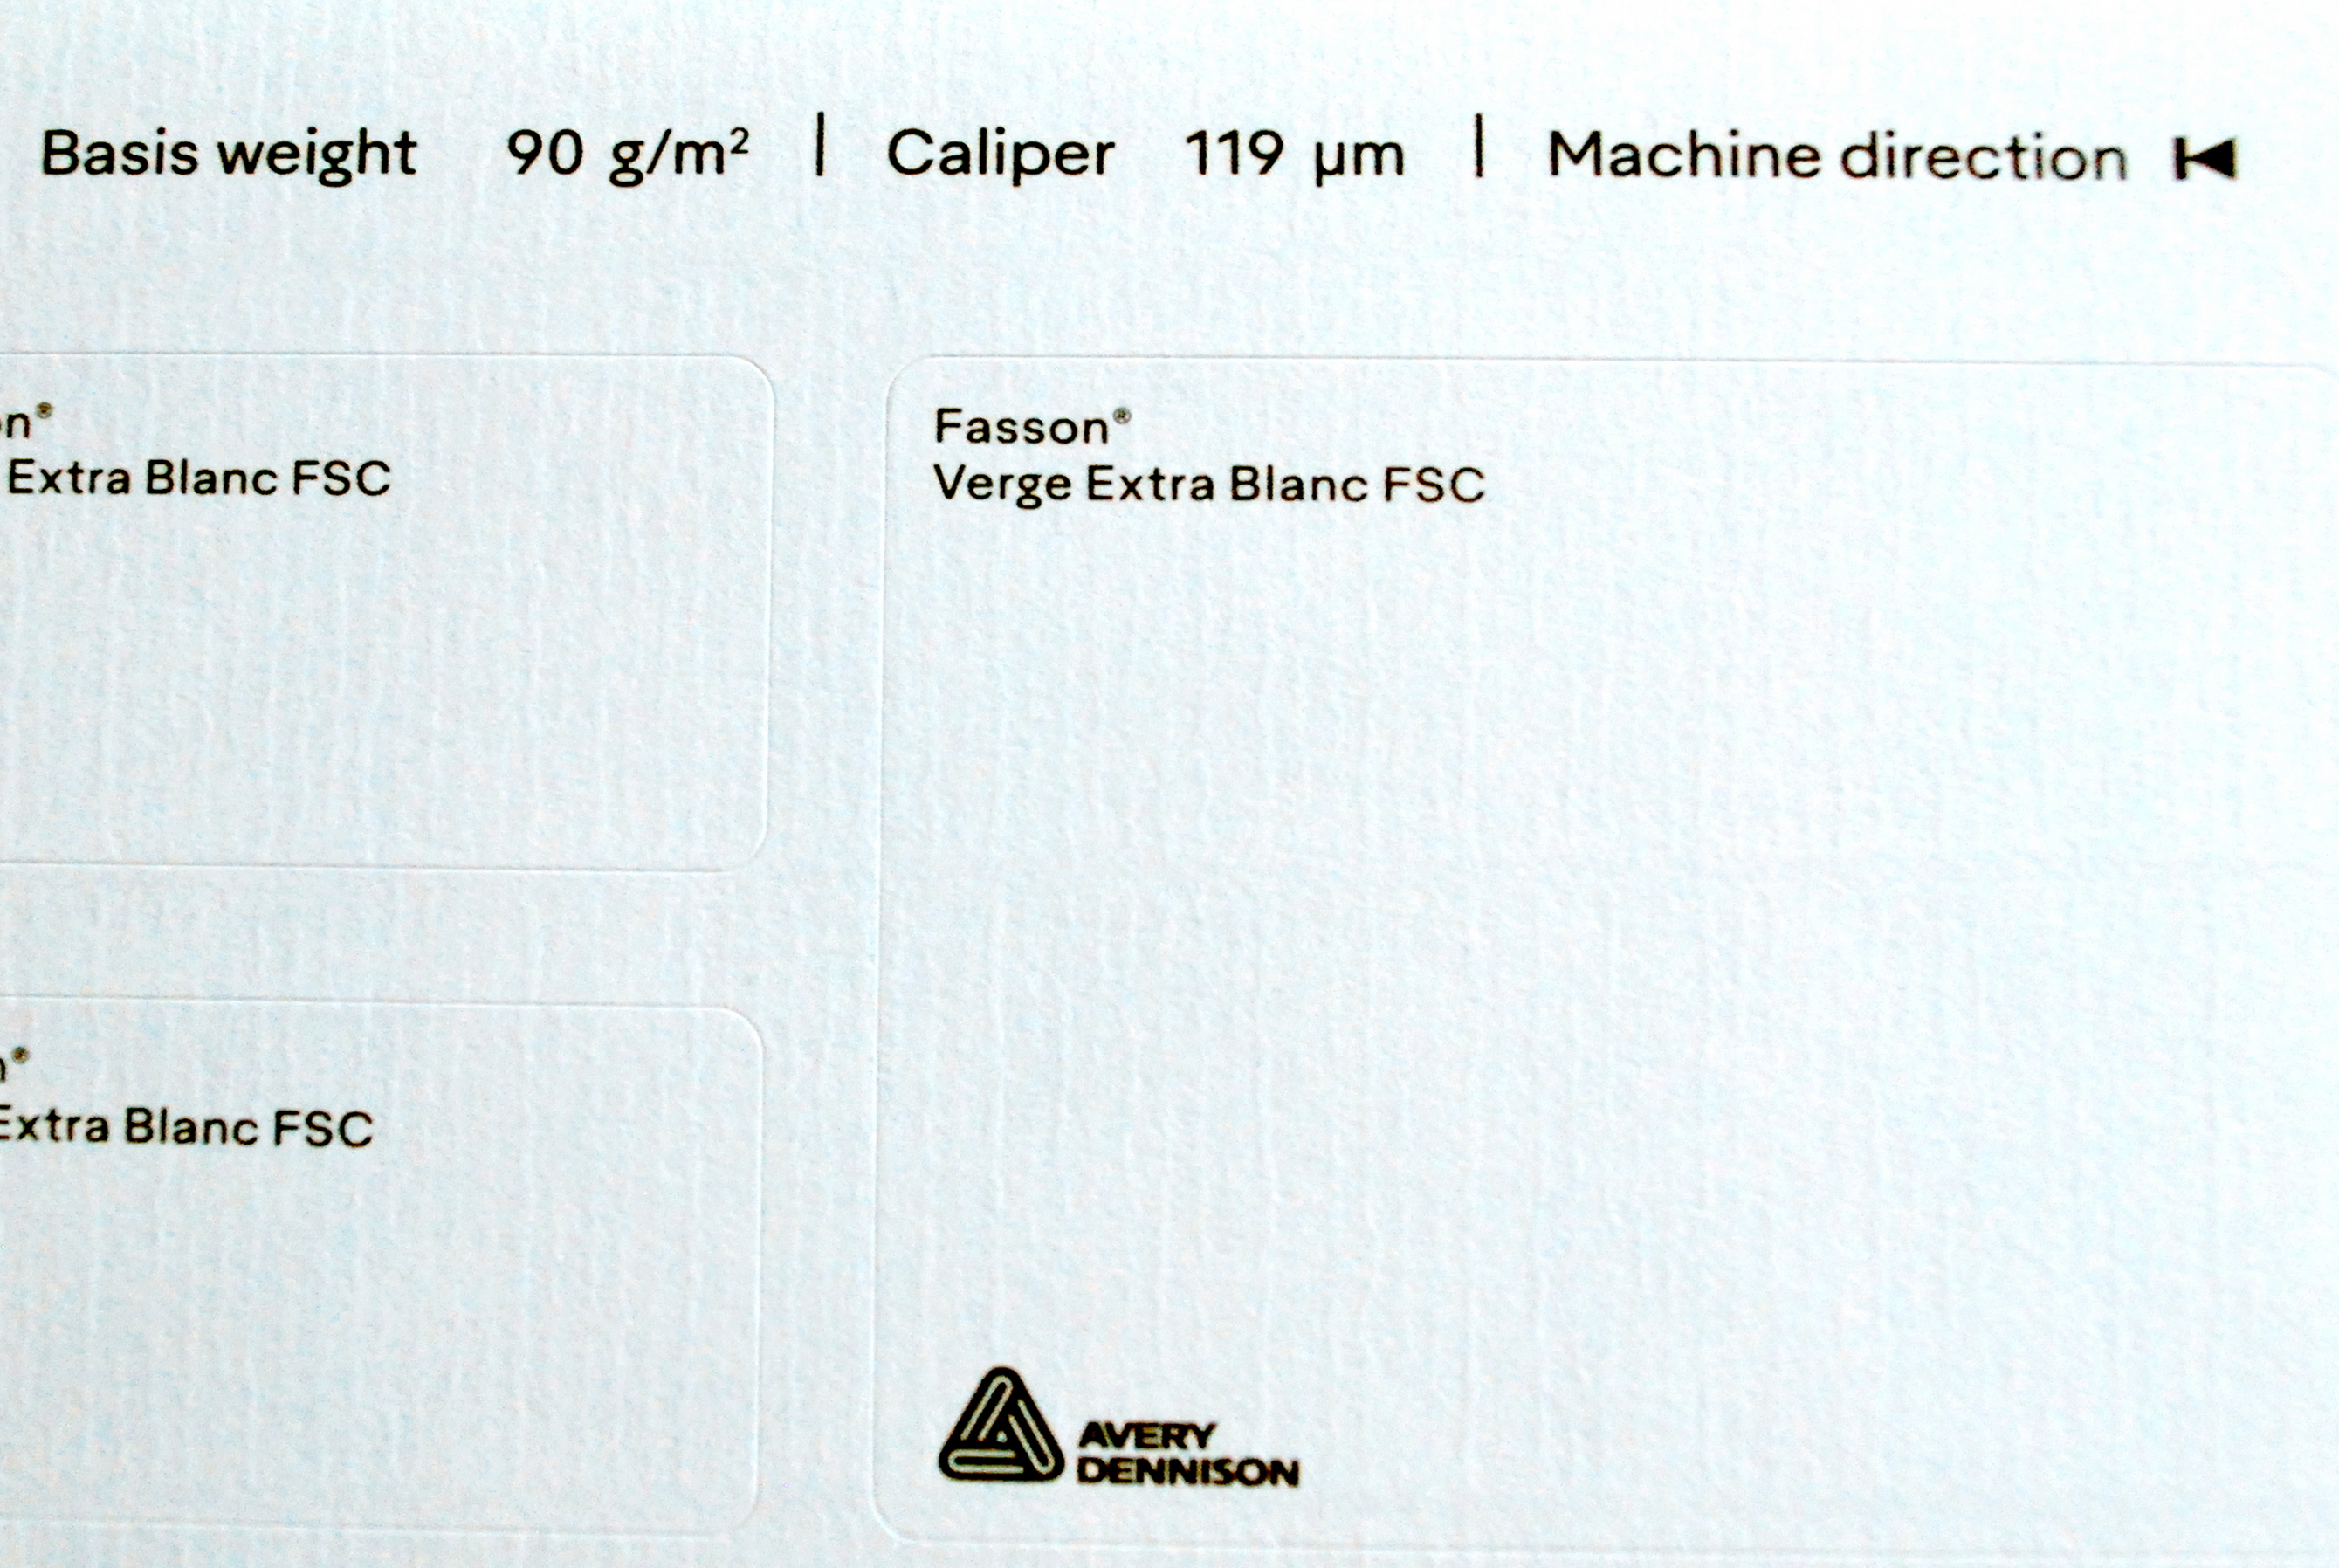 Basis weight 90 g/m² | Caliper 119 µm | Machine direction
Extra Blanc FSC
Fasson®
Verge Extra Blanc FSC
Extra Blanc FSC
AVERY
DENNISON